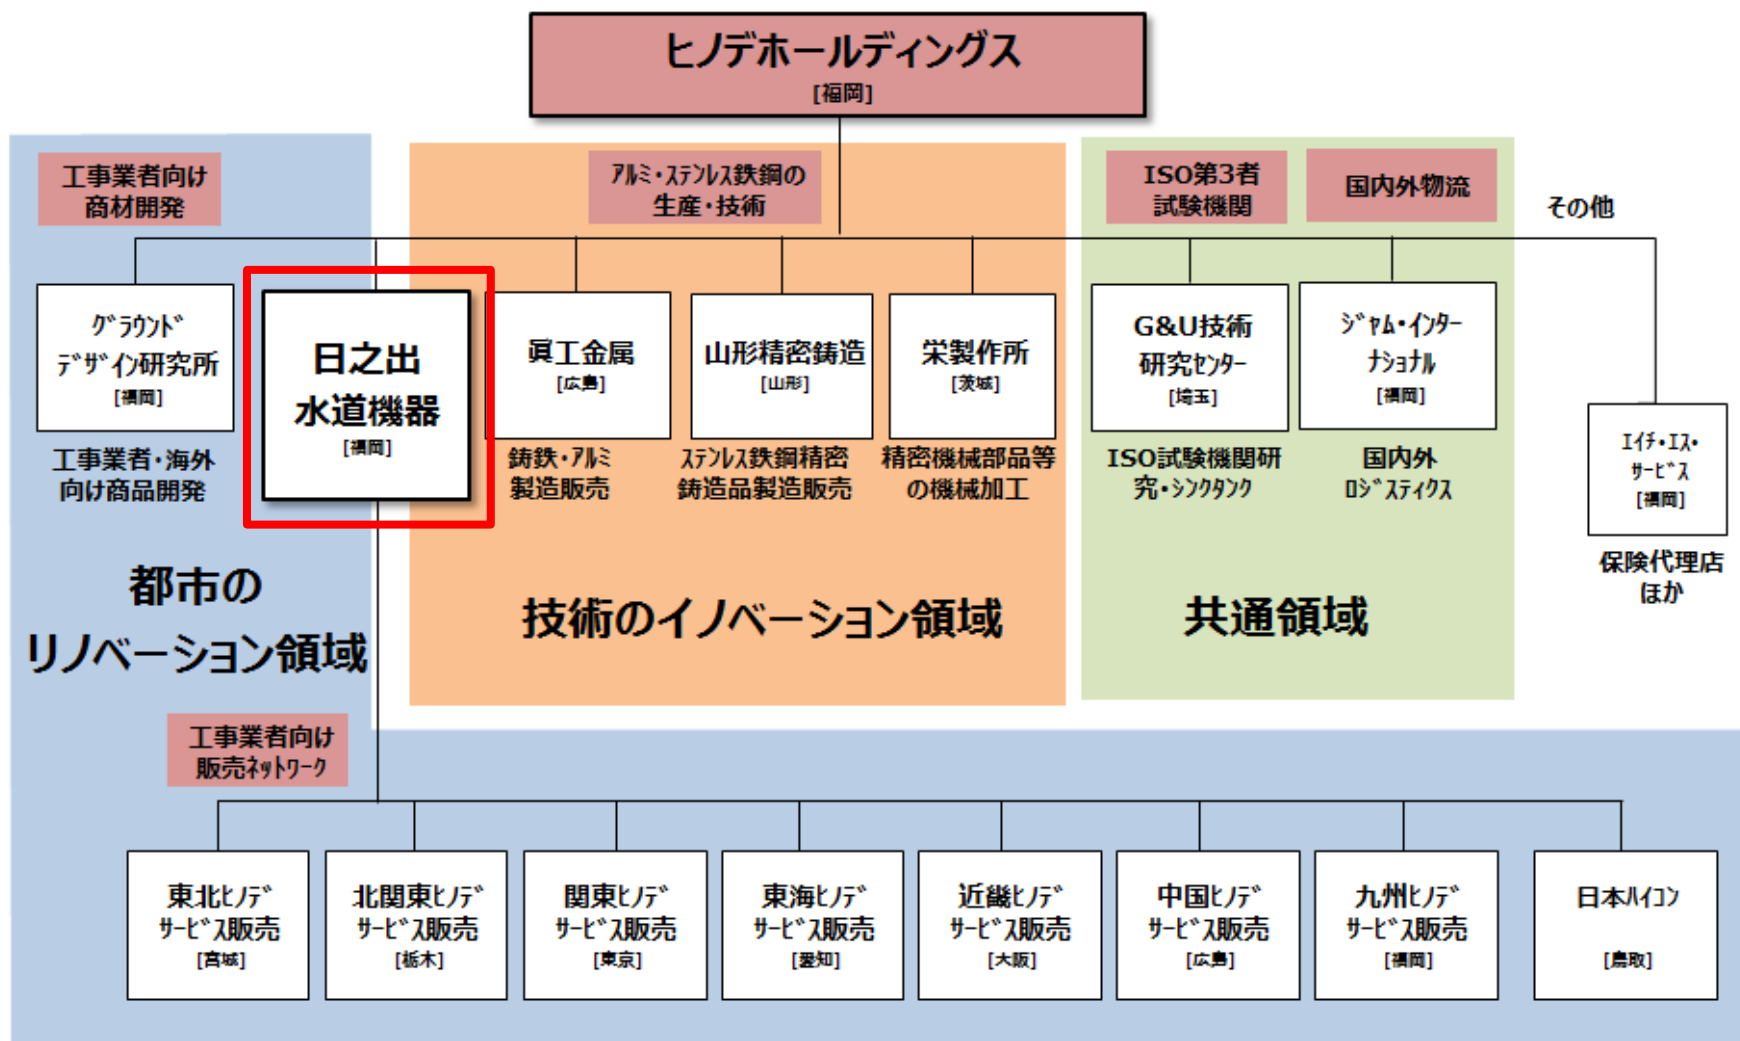 ヒノデホールディングス
[福岡]
工事業者向け
商材開発
アルミ・ステンレス鉄鋼の
生産・技術
ISO第3者
試験機関
国内外物流
その他
グラウンド
デザイン研究所
[福岡]
工事業者・海外
向け商品開発
日之出
水道機器
[福岡]
眞工金属
[広島]
鋳鉄・アルミ
製造販売
山形精密鋳造
[山形]
ステンレス鉄鋼精密
鋳造品製造販売
栄製作所
[茨城]
精密機械部品等
の機械加工
G&U技術
研究センター
[埼玉]
ISO試験機関研
究・シンクタンク
ジャム・インター
ナショナル
[福岡]
国内外
ロジスティクス
エイチ・エス・
サービス
[福岡]
保険代理店
ほか
都市の
リノベーション領域
技術のイノベーション領域
共通領域
工事業者向け
販売ネットワーク
東北ヒノデ
サービス販売
[宮城]
北関東ヒノデ
サービス販売
[栃木]
関東ヒノデ
サービス販売
[東京]
東海ヒノデ
サービス販売
[愛知]
近畿ヒノデ
サービス販売
[大阪]
中国ヒノデ
サービス販売
[広島]
九州ヒノデ
サービス販売
[福岡]
日本ハイコン
[鳥取]